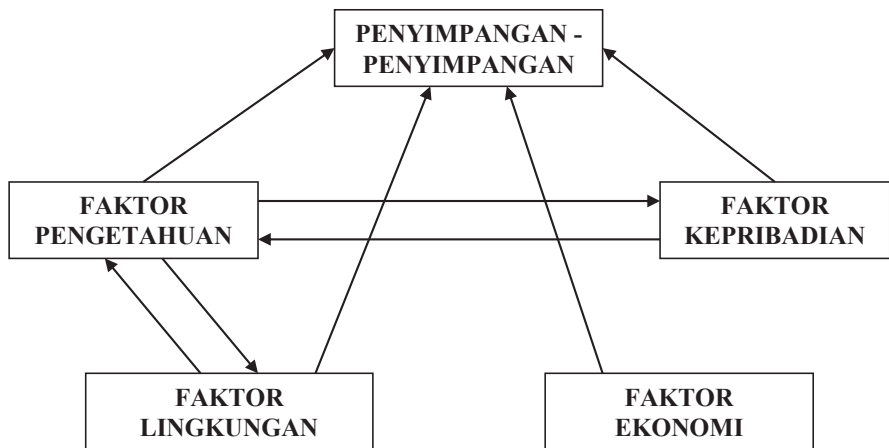 PENYIMPANGAN -
PENYIMPANGAN
FAKTOR
PENGETAHUAN
FAKTOR
KEPRIBADIAN
FAKTOR
LINGKUNGAN
FAKTOR
EKONOMI